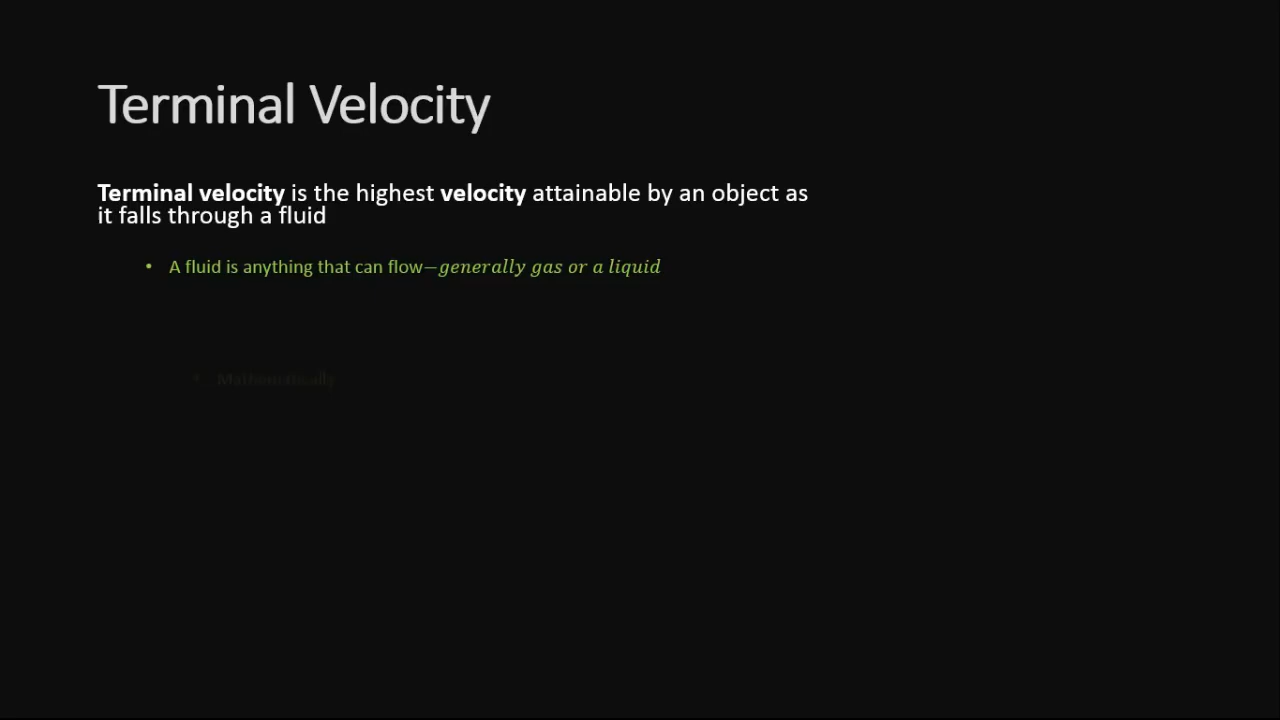 Terminal Velocity
Terminal velocity is the highest velocity attainable by an object as
it falls through a fluid
• A fluid is anything that can flow—generally gas or a liquid
• Mathematically